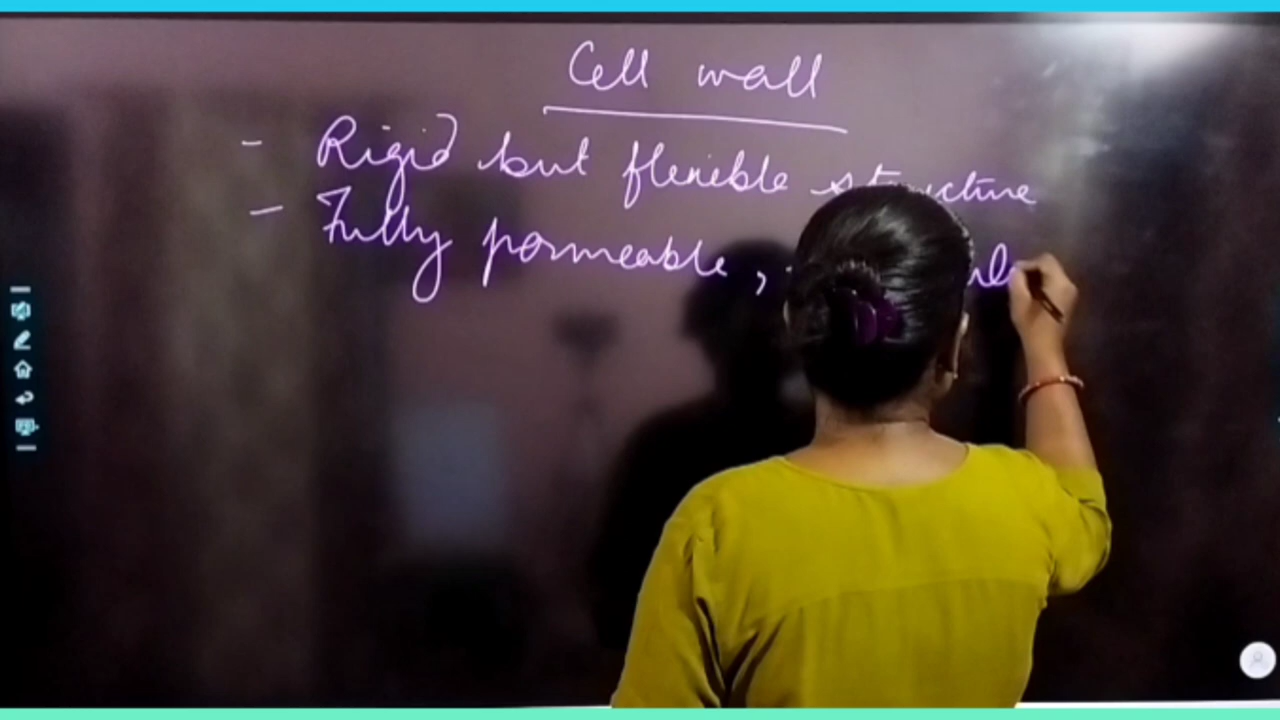 Cell wall
- Rigid but flexible structure
- Fully permeable,